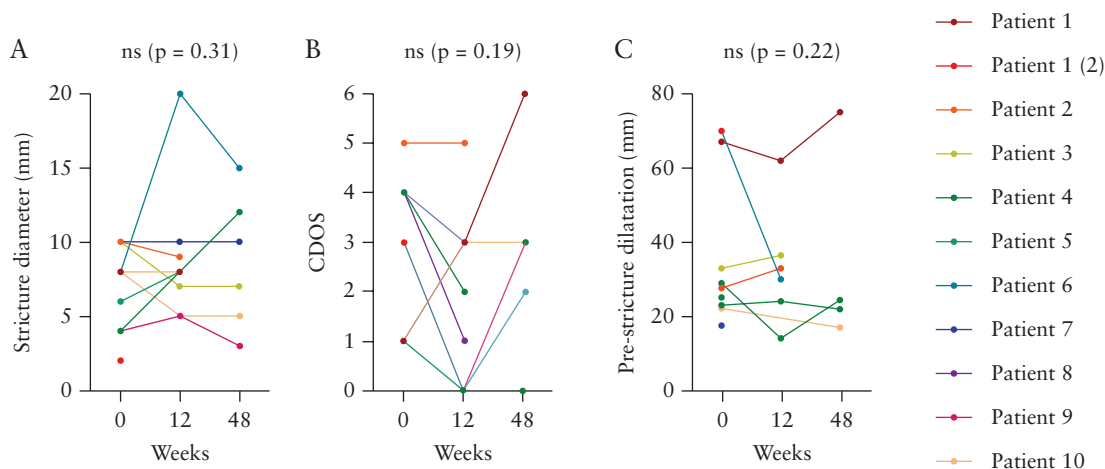 A
ns (p = 0.31)
Stricture diameter (mm)
20
15
10
5
0
0 12 48
Weeks
B
ns (p = 0.19)
CDOS
6
5
4
3
2
1
0
0 12 48
Weeks
C
ns (p = 0.22)
Pre-stricture dilatation (mm)
80
60
40
20
0
0 12 48
Weeks
Patient 1
Patient 1 (2)
Patient 2
Patient 3
Patient 4
Patient 5
Patient 6
Patient 7
Patient 8
Patient 9
Patient 10